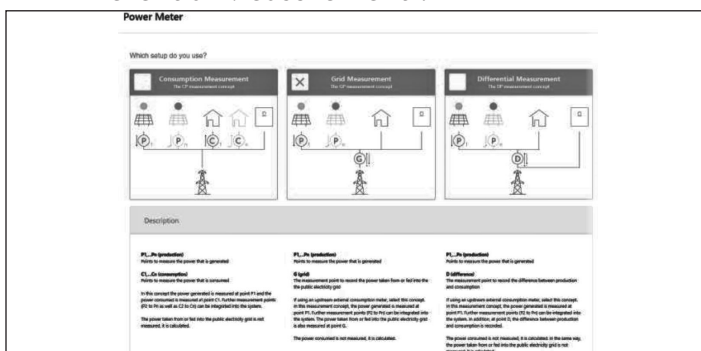 Power Meter
Which setup do you use?
Consumption Measurement
The CP measurement concept
Grid Measurement
The GP measurement concept
Differential Measurement
The DP measurement concept
P P C C
P P
G
P P
D
Description
P1,...Pn (production)
Points to measure the power that is generated
C1,...Cn (consumption)
Points to measure the power that is consumed
In this concept the power generated is measured at point P1 and the
power consumed is measured at point C1. Further measurement points
(P2 to Pn as well as C2 to Cn) can be integrated into the system.
The power taken from or fed into the public electricity grid is not
measured, it is calculated.
P1,...Pn (production)
Points to measure the power that is generated
G (grid)
The measurement point to record the power taken from or fed into the
the public electricity grid
If using an upstream external consumption meter, select this concept.
In this measurement concept, the power generated is measured at
point P1. Further measurement points (P2 to Pn) can be integrated into
the system. The power taken from or fed into the public electricity grid
is also measured at point G.
The power consumed is not measured, it is calculated.
P1,...Pn (production)
Points to measure the power that is generated
D (difference)
The measurement point to record the difference between production
and consumption
If using an upstream external consumption meter, select this concept.
In this measurement concept, the power generated is measured at
point P1. Further measurement points (P2 to Pn) can be integrated into
the system. In addition, at point D, the difference between production
and consumption is recorded.
The power consumed is not measured, it is calculated. In the same way,
the power taken from or fed into the public electricity grid is not
measured, it is calculated.